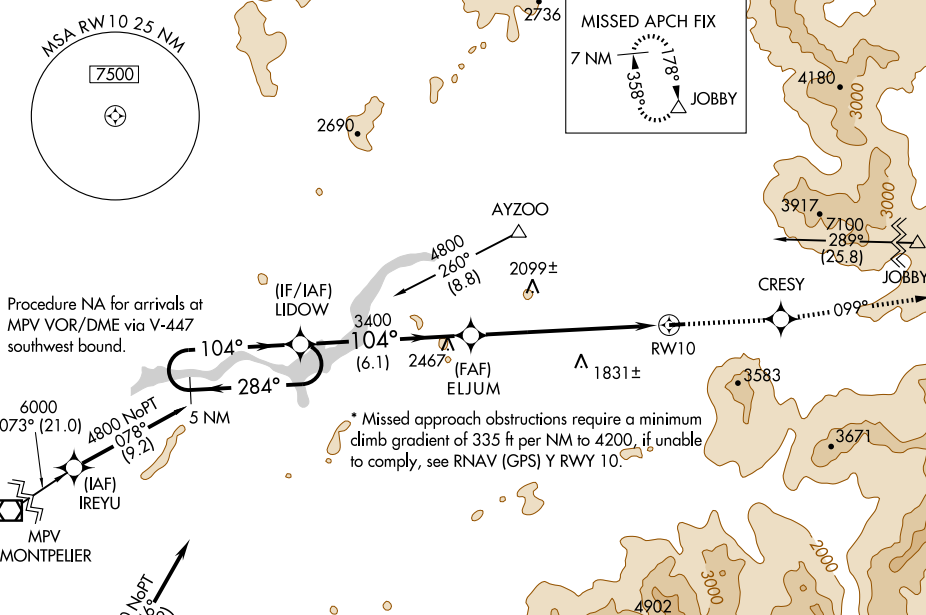 MSA RW10 25 NM
7500
2736
MISSED APCH FIX
7 NM
178°
358°
JOBBY
4180
3000
2690
3917
3000
7100
289°
(25.8)
JOBBY
AYZOO
4800
260°
(8.8)
2099±
CRESY
099°
Procedure NA for arrivals at
MPV VOR/DME via V-447
southwest bound.
(IF/IAF)
LIDOW
104°
284°
5 NM
3400
104°
(6.1)
2467
(FAF)
ELJUM
RW10
1831±
3583
3671
6000
073° (21.0)
4800 NoPT
078°
(9.2)
(IAF)
IREYU
MPV
MONTPELIER
* Missed approach obstructions require a minimum
climb gradient of 335 ft per NM to 4200, if unable
to comply, see RNAV (GPS) Y RWY 10.
NoPT
2000
3000
4902